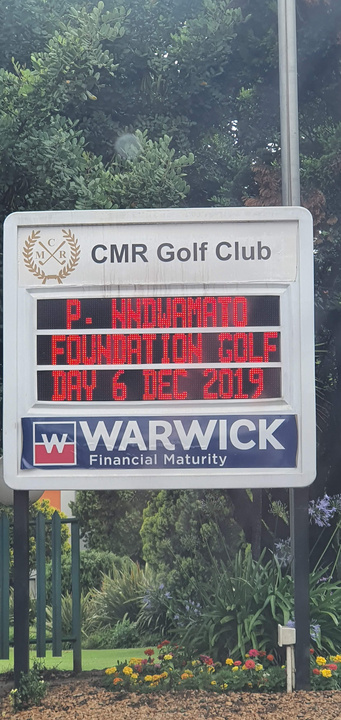 C
M R
CMR Golf Club
P. NNDWAMATO
FOUNDATION GOLF
DAY 6 DEC 2019
W WARWICK
Financial Maturity